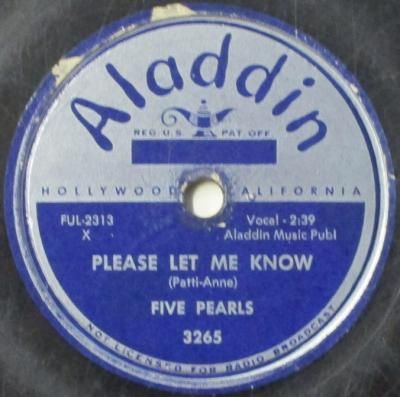 Aladdin
REG. U.S. PAT. OFF.
HOLLYWOOD CALIFORNIA
FUL-2313
X
Vocal - 2:39
Aladdin Music Publ
PLEASE LET ME KNOW
(Patti-Anne)
FIVE PEARLS
3265
NOT LICENSED FOR RADIO BROADCAST